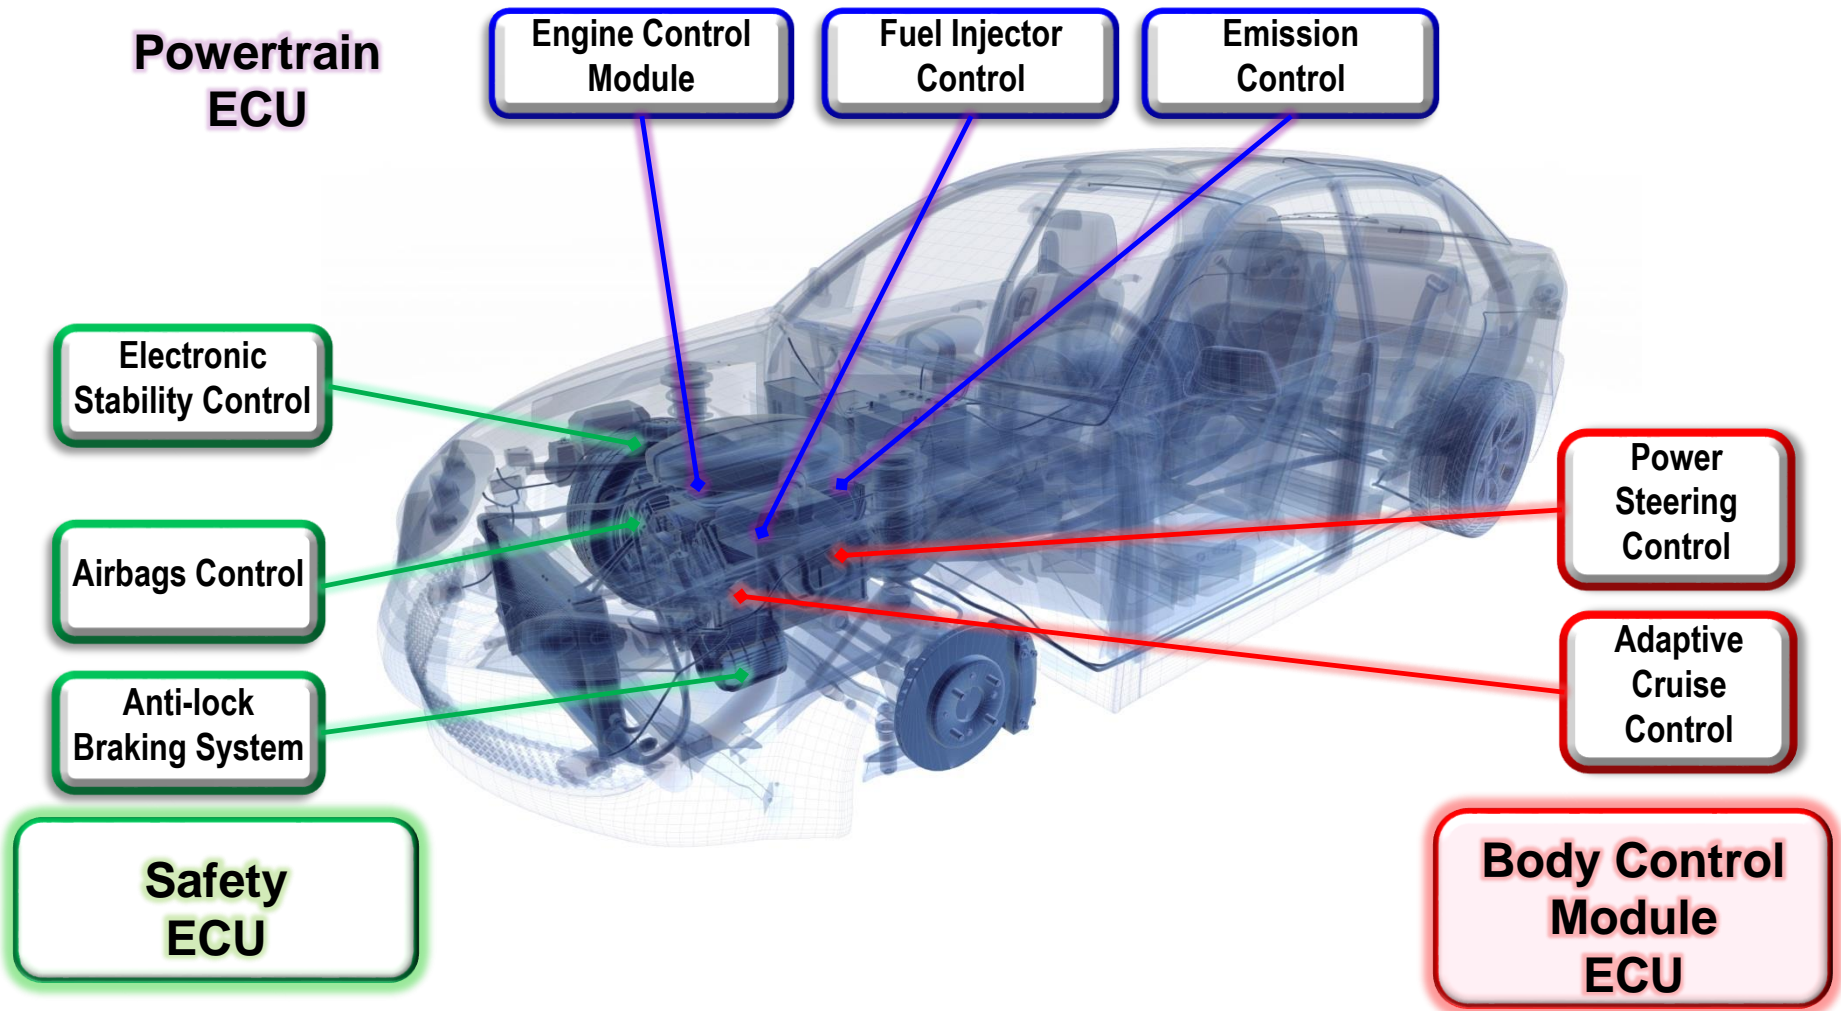 Powertrain
ECU
Engine Control
Module
Fuel Injector
Control
Emission
Control
Electronic
Stability Control
Airbags Control
Anti-lock
Braking System
Safety
ECU
Power
Steering
Control
Adaptive
Cruise
Control
Body Control
Module
ECU